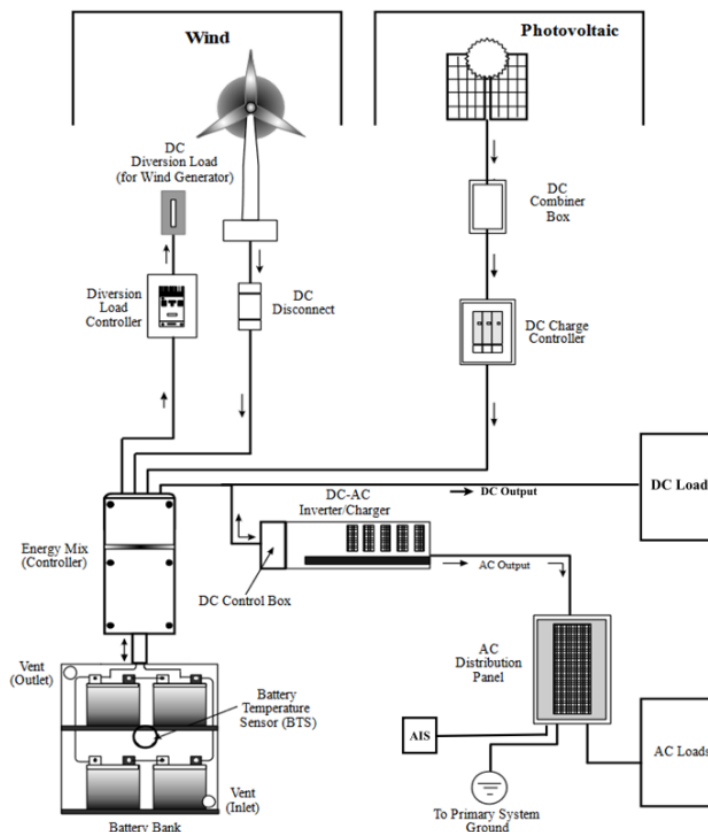 Wind
Photovoltaic
DC
Diversion Load
(for Wind Generator)
DC
Combiner
Box
Diversion
Load
Controller
DC
Disconnect
DC Charge
Controller
DC-AC
Inverter/Charger
DC Output
DC Load
Energy Mix
(Controller)
DC Control Box
AC Output
AC
Distribution
Panel
Vent
(Outlet)
Battery
Temperature
Sensor (BTS)
AIS
AC Loads
Vent
(Inlet)
To Primary System
Ground
Battery Bank